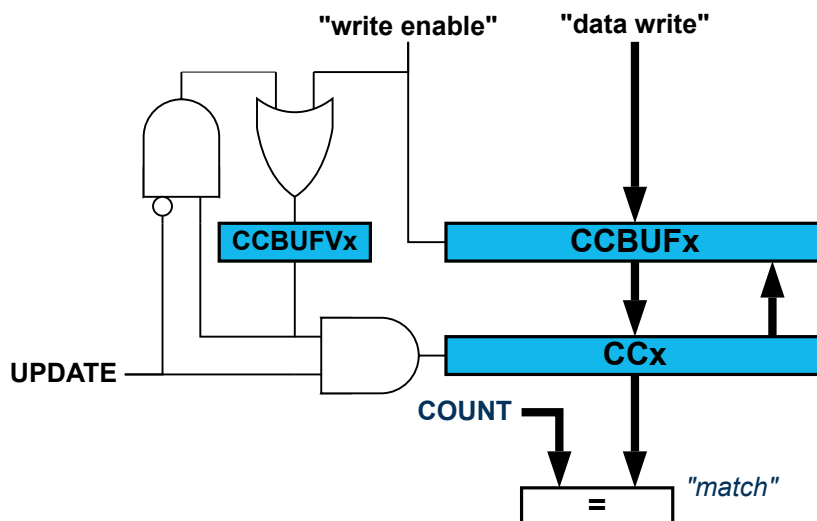 "write enable"
"data write"
CCBUFVx
CCBUFx
UPDATE
CCx
COUNT
"match"
=